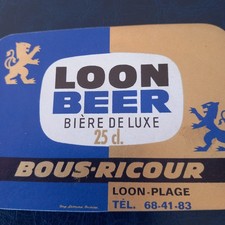 LOON
BEER
BIÈRE DE LUXE
25 cl.
BOUS-RICOUR
LOON-PLAGE
TÉL. 68-41-83